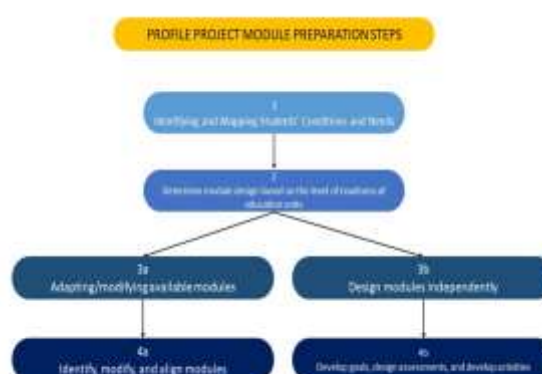 PROFILE PROJECT MODULE PREPARATION STEPS
1
Identifying and Mapping Students' Conditions and Needs
2
Determine module design based on the level of readiness of
education units
3a
Adapting/modifying available modules
3b
Design modules independently
4a
Identify, modify, and align modules
4b
Develop goals, design assessments, and develop activities